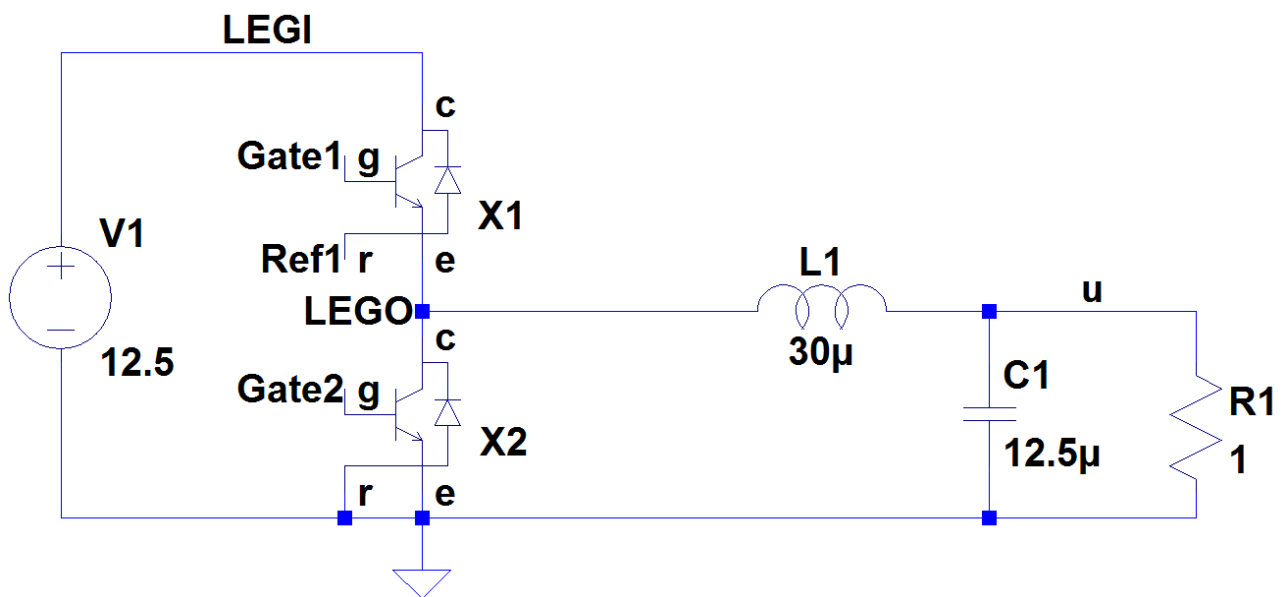 LEGI
c
Gate1 g
V1
X1
Ref1 r e
L1
u
LEGO
c
30µ
12.5
Gate2 g
C1
R1
X2
12.5µ
1
r e